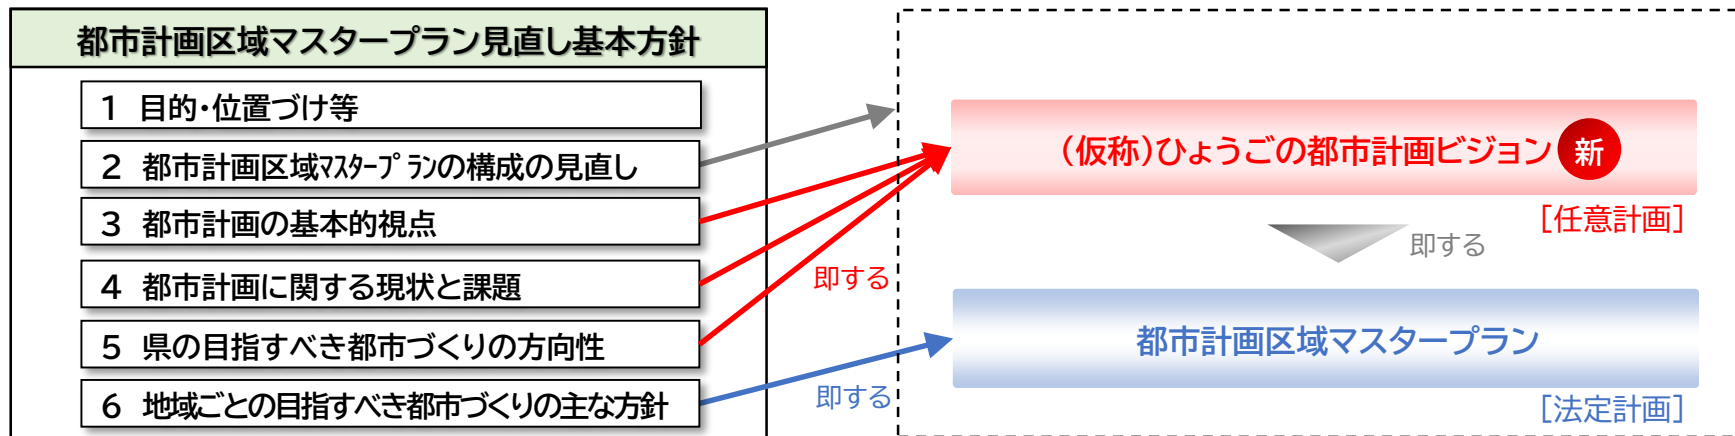 都市計画区域マスタープラン見直し基本方針
1 目的・位置づけ等
2 都市計画区域マスタープランの構成の見直し
3 都市計画の基本的視点
4 都市計画に関する現状と課題
5 県の目指すべき都市づくりの方向性
6 地域ごとの目指すべき都市づくりの主な方針
即する
即する
(仮称)ひょうごの都市計画ビジョン 新
[任意計画]
即する
都市計画区域マスタープラン
[法定計画]